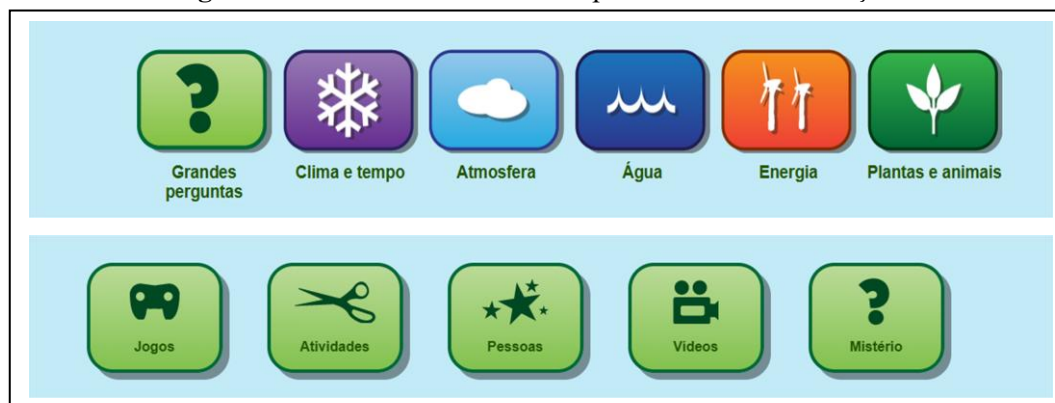 Grandes
perguntas
Clima e tempo
Atmosfera
Água
Energia
Plantas e animais
Jogos
Atividades
Pessoas
Videos
Mistério